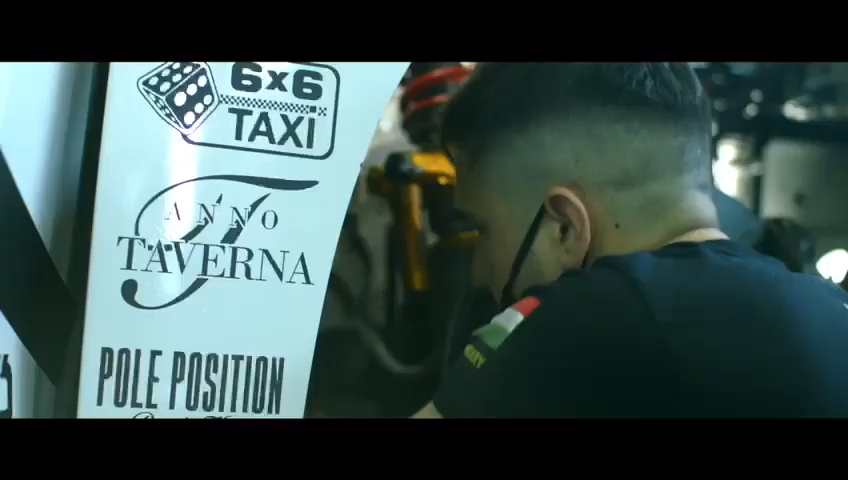 6x6
TAXI
ANNO
TAVERNA
POLE POSITION